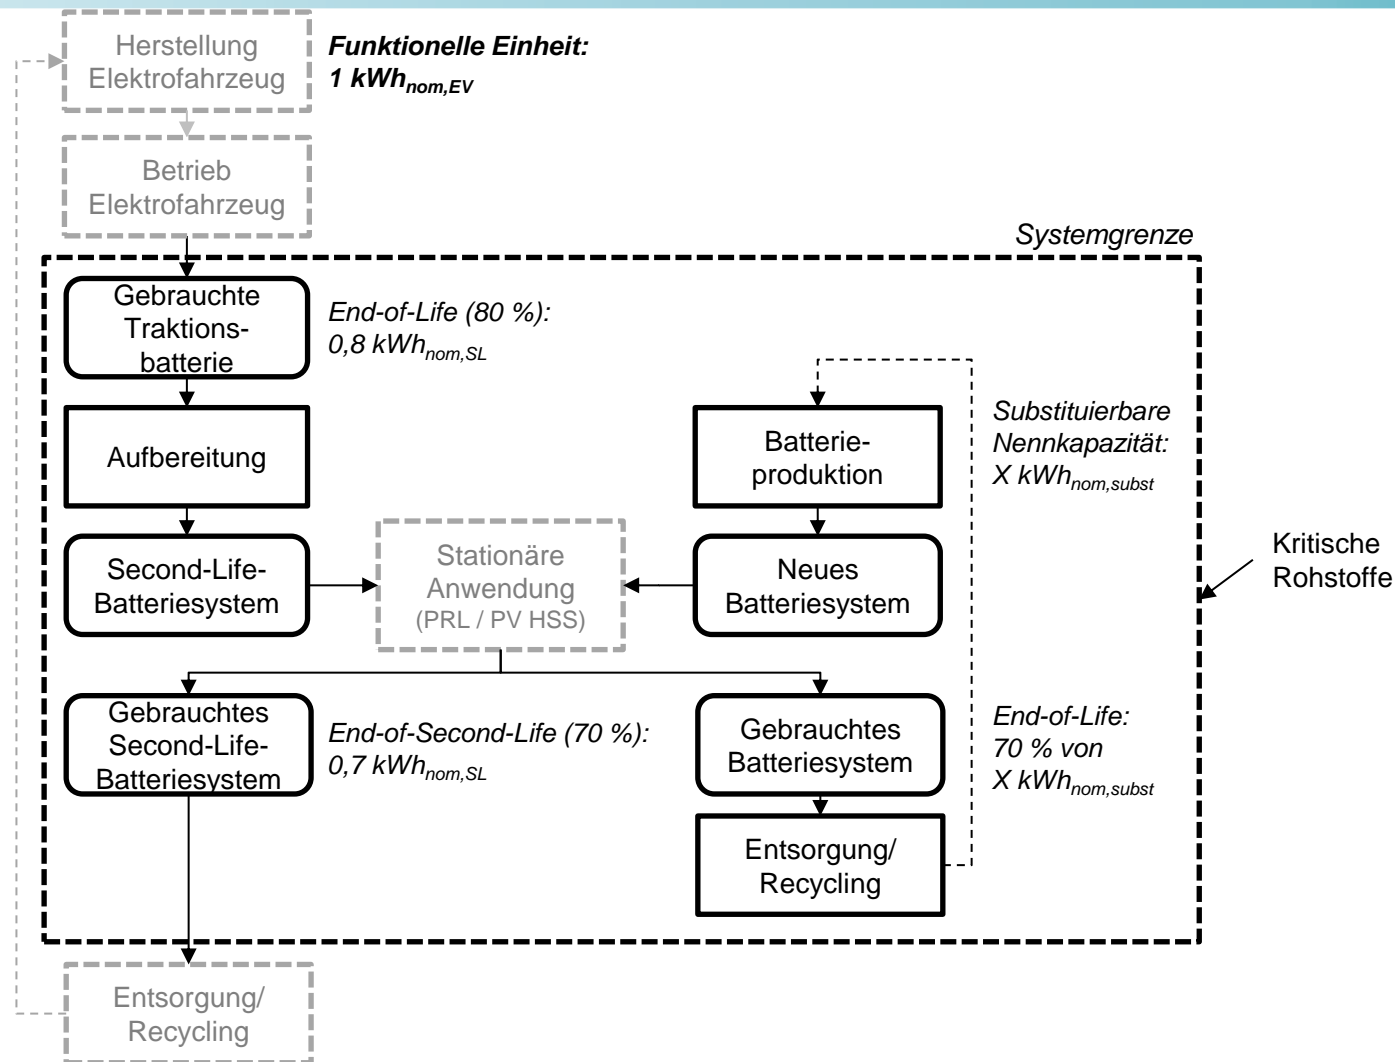 Herstellung
Elektrofahrzeug
Funktionelle Einheit:
1 kWhnom,EV
Betrieb
Elektrofahrzeug
Systemgrenze
Gebrauchte
Traktions-
batterie
End-of-Life (80 %):
0,8 kWhnom,SL
Aufbereitung
Batterie-
produktion
Substituierbare
Nennkapazität:
X kWhnom,subst
Second-Life-
Batteriesystem
Stationäre
Anwendung
(PRL / PV HSS)
Neues
Batteriesystem
Kritische
Rohstoffe
Gebrauchtes
Second-Life-
Batteriesystem
End-of-Second-Life (70 %):
0,7 kWhnom,SL
Gebrauchtes
Batteriesystem
End-of-Life:
70 % von
X kWhnom,subst
Entsorgung/
Recycling
Entsorgung/
Recycling